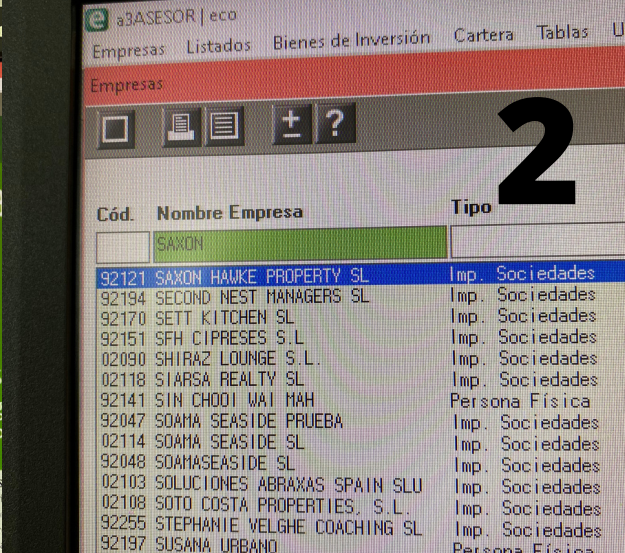 a3ASESOR | eco
Empresas Listados Bienes de Inversión Cartera Tablas U
Empresas
± ?
2
Cód. Nombre Empresa Tipo
SAXON
92121 SAXON HAWKE PROPERTY SL Imp. Sociedades
92194 SECOND NEST MANAGERS SL Imp. Sociedades
92170 SETT KITCHEN SL Imp. Sociedades
92151 SFH CIPRESES S.L Imp. Sociedades
02090 SHIRAZ LOUNGE S.L. Imp. Sociedades
02118 SIARSA REALTY SL Imp. Sociedades
92141 SIN CHOOI WAI MAH Persona Física
92047 SOAMA SEASIDE PRUEBA Imp. Sociedades
02114 SOAMA SEASIDE SL Imp. Sociedades
92048 SOAMASEASIDE SL Imp. Sociedades
02103 SOLUCIONES ABRAXAS SPAIN SLU Imp. Sociedades
02108 SOTO COSTA PROPERTIES, S.L. Imp. Sociedades
92255 STEPHANIE VELGHE COACHING SL Imp. Sociedades
92197 SUSANA URBANO Persona Física